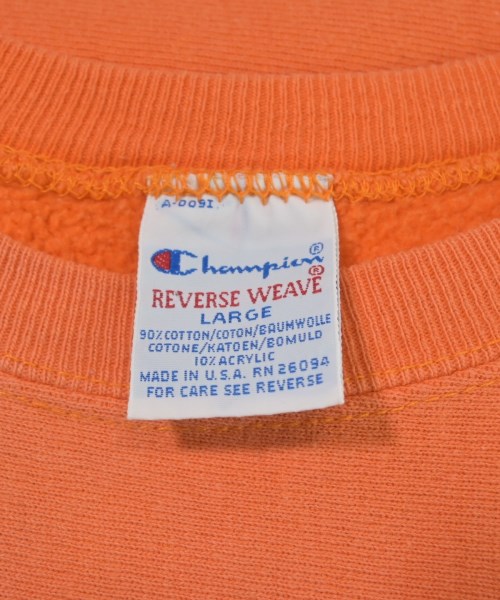 A-0091
Champion®
REVERSE WEAVE®
LARGE
90% COTTON/COTON/BAUMWOLLE
COTONE/KATOEN/BOMULD
10% ACRYLIC
MADE IN U.S.A. RN 26094
FOR CARE SEE REVERSE